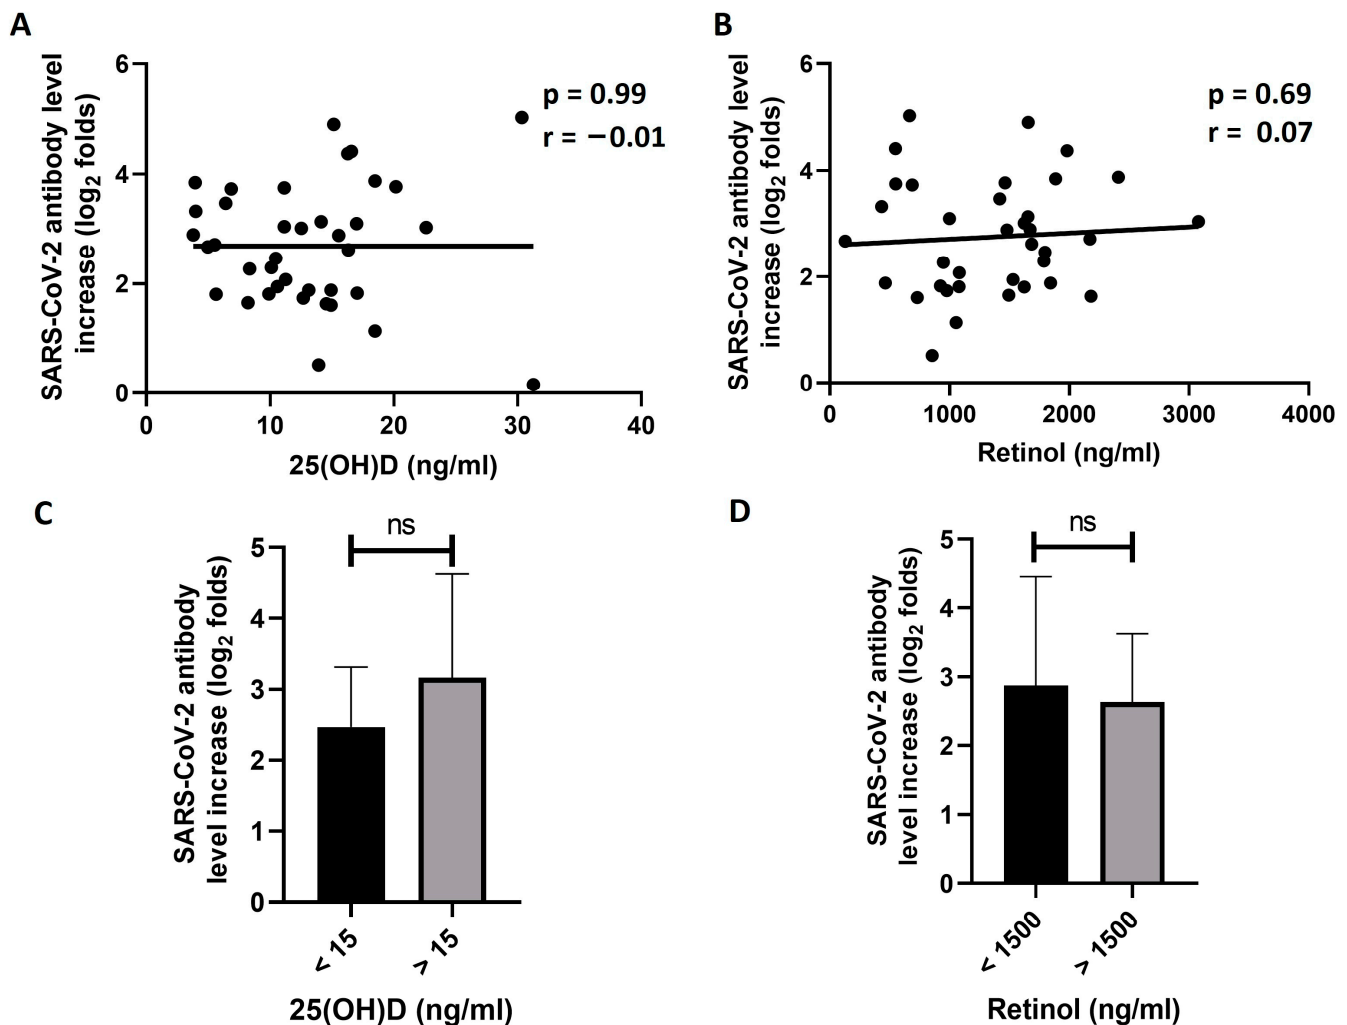 A
SARS-CoV-2 antibody level
increase (log2 folds)
6
4
2
0
0 10 20 30 40
25(OH)D (ng/ml)
p = 0.99
r = −0.01
B
SARS-CoV-2 antibody level
increase (log2 folds)
6
4
2
0
0 1000 2000 3000 4000
Retinol (ng/ml)
p = 0.69
r = 0.07
C
SARS-CoV-2 antibody
level increase (log2 folds)
5
4
3
2
1
0
ns
< 15
> 15
25(OH)D (ng/ml)
D
SARS-CoV-2 antibody
level increase (log2 folds)
5
4
3
2
1
0
ns
< 1500
> 1500
Retinol (ng/ml)